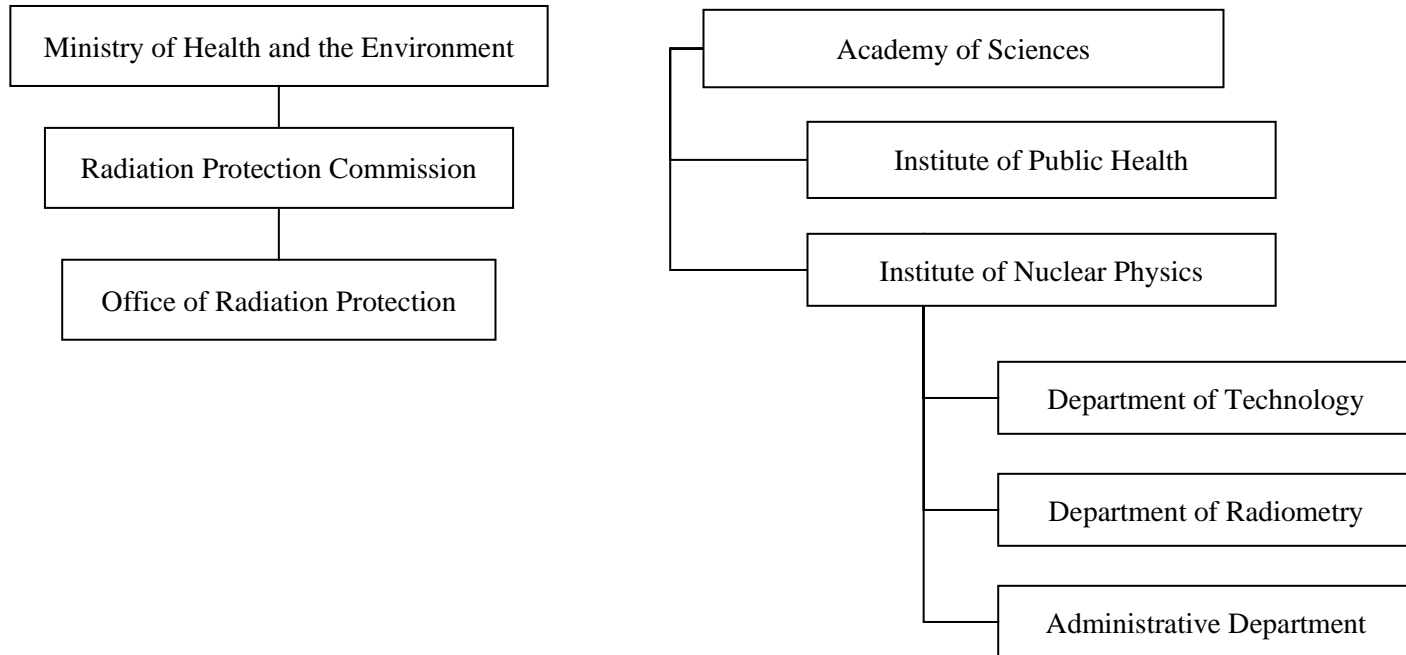 Ministry of Health and the Environment
Radiation Protection Commission
Office of Radiation Protection
Academy of Sciences
Institute of Public Health
Institute of Nuclear Physics
Department of Technology
Department of Radiometry
Administrative Department